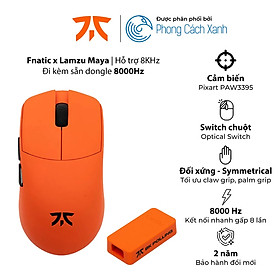 Được phân phối bởi
Phong Cách Xanh
Fnatic x Lamzu Maya | Hỗ trợ 8KHz
Đi kèm sẵn dongle 8000Hz
Cảm biến
Pixart PAW3395
Switch chuột
Optical Switch
Đối xứng - Symmetrical
Tối ưu claw grip, palm grip
8000 Hz
Kết nối nhanh gấp 8 lần
2 năm
Bảo hành đổi mới
8K POLLING